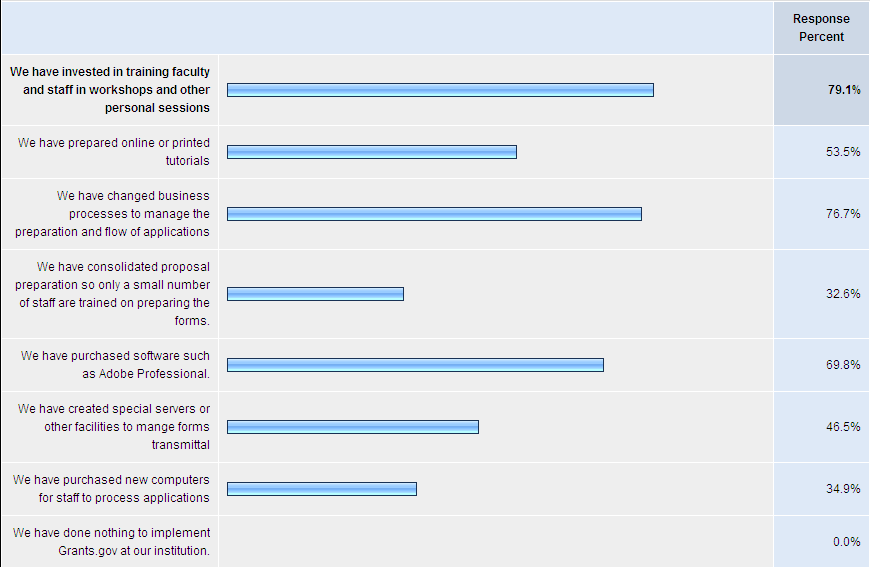 Response
Percent
We have invested in training faculty
and staff in workshops and other
personal sessions
79.1%
We have prepared online or printed
tutorials
53.5%
We have changed business
processes to manage the
preparation and flow of applications
76.7%
We have consolidated proposal
preparation so only a small number
of staff are trained on preparing the
forms.
32.6%
We have purchased software such
as Adobe Professional.
69.8%
We have created special servers or
other facilities to mange forms
transmittal
46.5%
We have purchased new computers
for staff to process applications
34.9%
We have done nothing to implement
Grants.gov at our institution.
0.0%